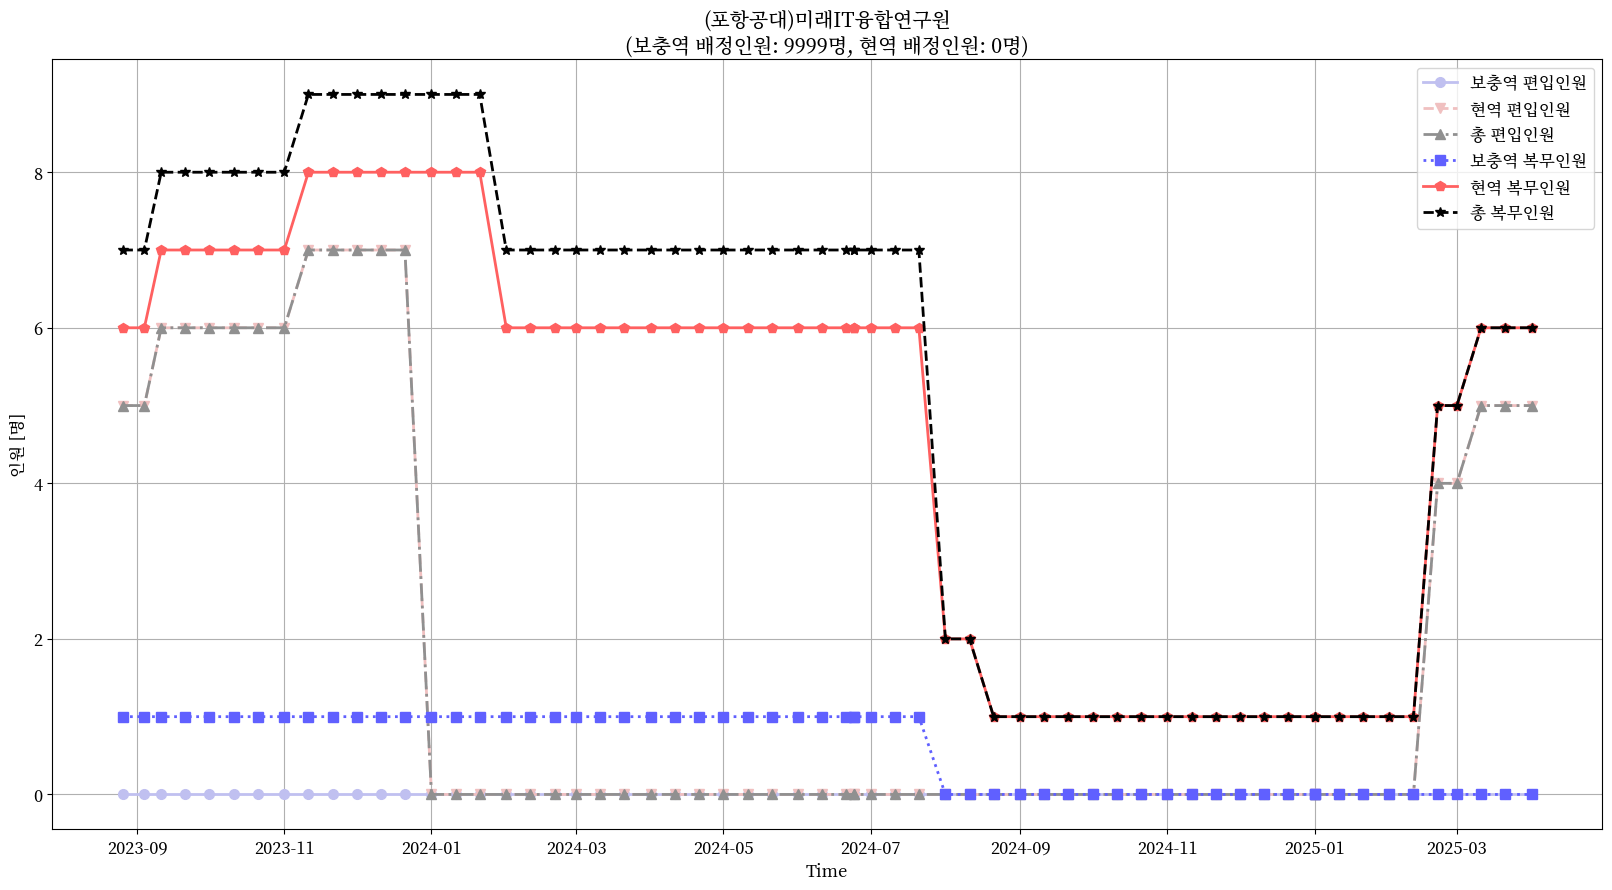 (포항공대)미래IT융합연구원
(보충역 배정인원: 9999명, 현역 배정인원: 0명)
보충역 편입인원
현역 편입인원
총 편입인원
보충역 복무인원
현역 복무인원
총 복무인원
인원 [명]
8
6
4
2
0
2023-09
2023-11
2024-01
2024-03
2024-05
2024-07
2024-09
2024-11
2025-01
2025-03
Time